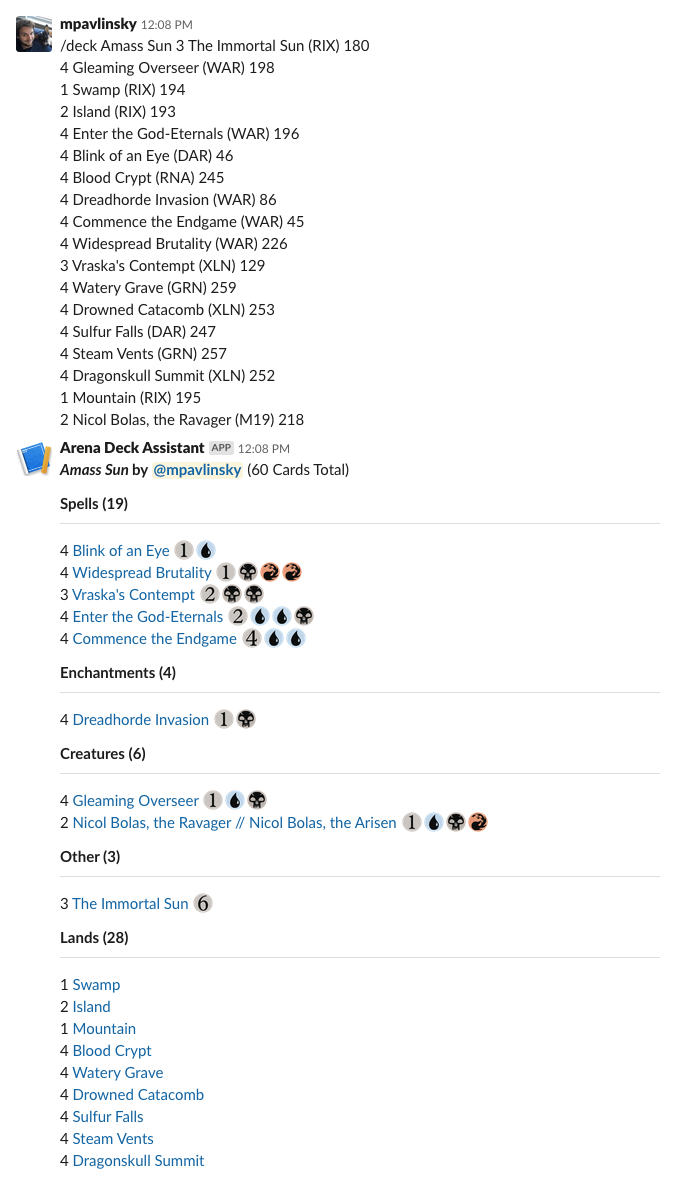 mpavlinsky 12:08 PM
/deck Amass Sun 3 The Immortal Sun (RIX) 180
4 Gleaming Overseer (WAR) 198
1 Swamp (RIX) 194
2 Island (RIX) 193
4 Enter the God-Eternals (WAR) 196
4 Blink of an Eye (DAR) 46
4 Blood Crypt (RNA) 245
4 Dreadhorde Invasion (WAR) 86
4 Commence the Endgame (WAR) 45
4 Widespread Brutality (WAR) 226
3 Vraska's Contempt (XLN) 129
4 Watery Grave (GRN) 259
4 Drowned Catacomb (XLN) 253
4 Sulfur Falls (DAR) 247
4 Steam Vents (GRN) 257
4 Dragonskull Summit (XLN) 252
1 Mountain (RIX) 195
2 Nicol Bolas, the Ravager (M19) 218
Arena Deck Assistant APP 12:08 PM
Amass Sun by @mpavlinsky (60 Cards Total)
Spells (19)
4 Blink of an Eye 1
4 Widespread Brutality 1
3 Vraska's Contempt 2
4 Enter the God-Eternals 2
4 Commence the Endgame 4
Enchantments (4)
4 Dreadhorde Invasion 1
Creatures (6)
4 Gleaming Overseer 1
2 Nicol Bolas, the Ravager // Nicol Bolas, the Arisen 1
Other (3)
3 The Immortal Sun 6
Lands (28)
1 Swamp
2 Island
1 Mountain
4 Blood Crypt
4 Watery Grave
4 Drowned Catacomb
4 Sulfur Falls
4 Steam Vents
4 Dragonskull Summit